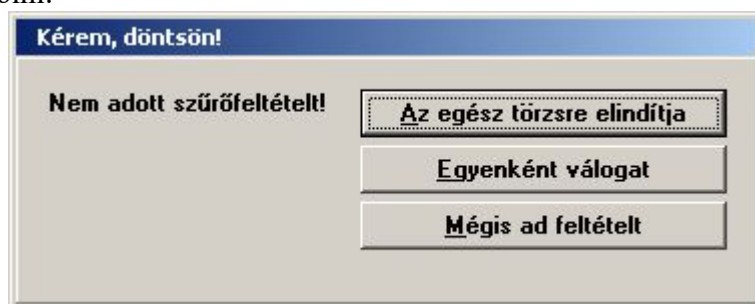 Kérem, döntsön!
Nem adott szűrőfeltételt!
Az egész törzsre elindítja
Egyenként válogat
Mégis ad feltételt